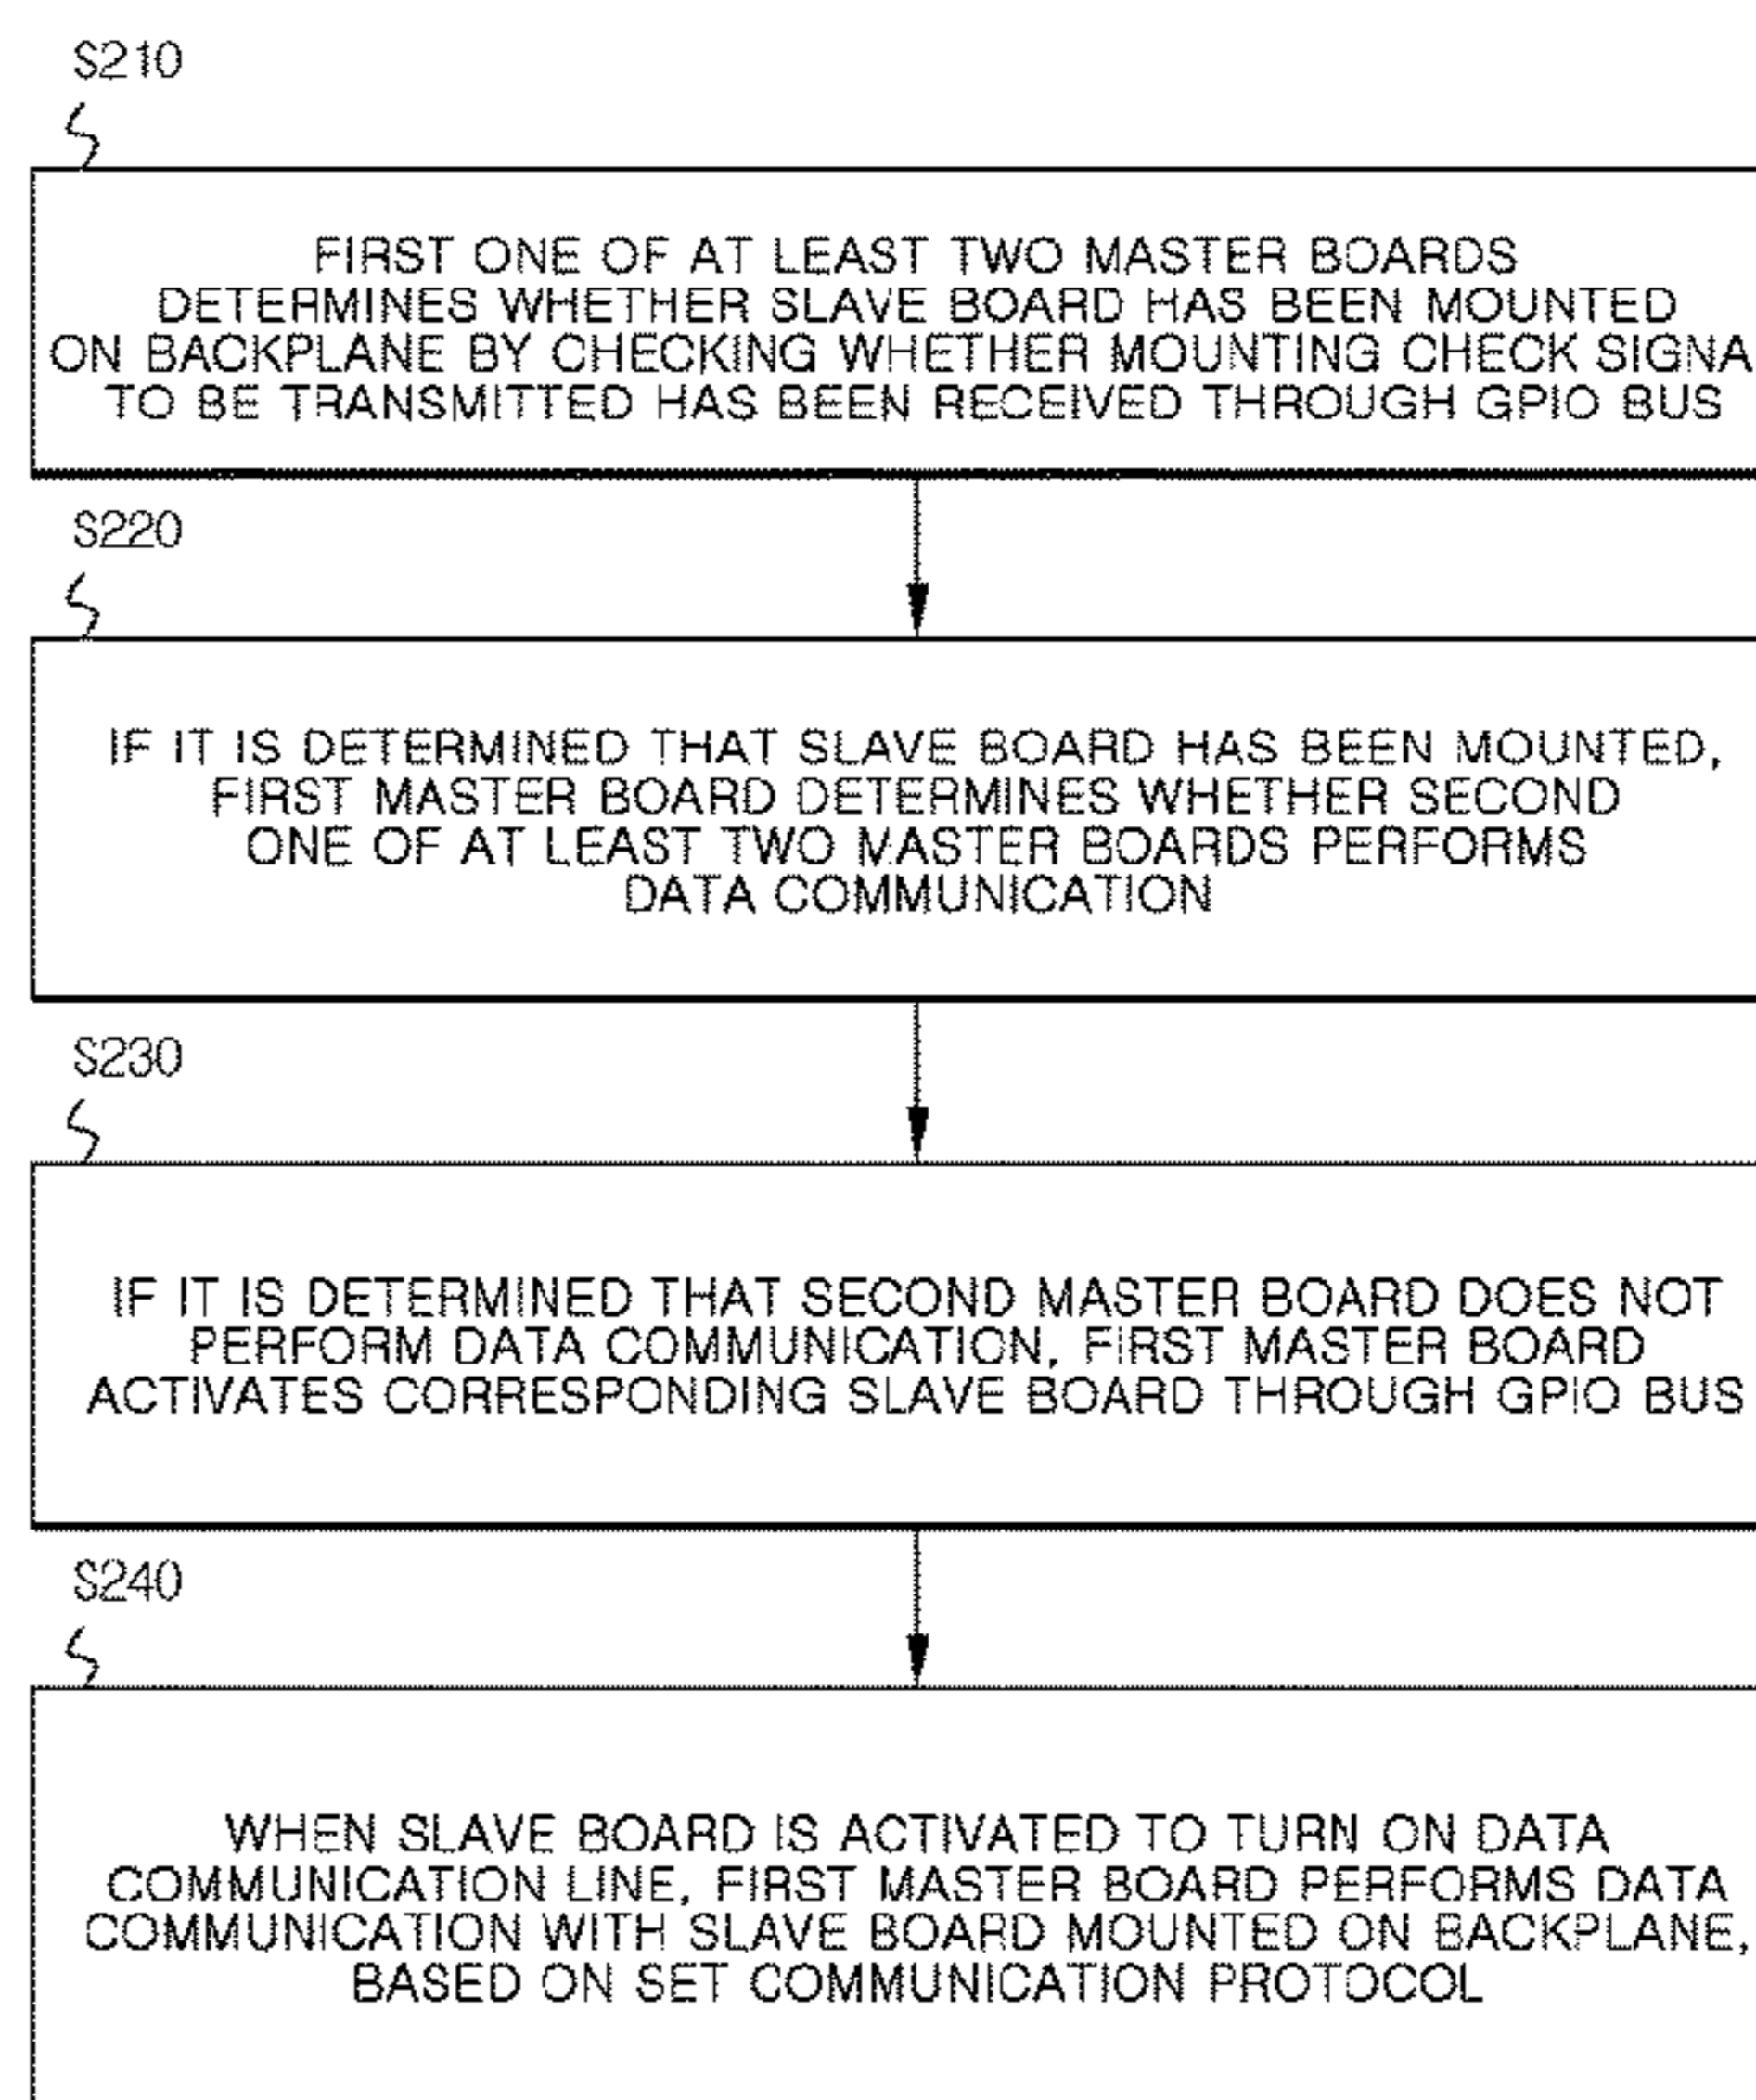 S210
FIRST ONE OF AT LEAST TWO MASTER BOARDS
DETERMINES WHETHER SLAVE BOARD HAS BEEN MOUNTED
ON BACKPLANE BY CHECKING WHETHER MOUNTING CHECK SIGNA
TO BE TRANSMITTED HAS BEEN RECEIVED THROUGH GPIO BUS
S220
IF IT IS DETERMINED THAT SLAVE BOARD HAS BEEN MOUNTED,
FIRST MASTER BOARD DETERMINES WHETHER SECOND
ONE OF AT LEAST TWO MASTER BOARDS PERFORMS
DATA COMMUNICATION
S230
IF IT IS DETERMINED THAT SECOND MASTER BOARD DOES NOT
PERFORM DATA COMMUNICATION, FIRST MASTER BOARD
ACTIVATES CORRESPONDING SLAVE BOARD THROUGH GPIO BUS
S240
WHEN SLAVE BOARD IS ACTIVATED TO TURN ON DATA
COMMUNICATION LINE, FIRST MASTER BOARD PERFORMS DATA
COMMUNICATION WITH SLAVE BOARD MOUNTED ON BACKPLANE,
BASED ON SET COMMUNICATION PROTOCOL